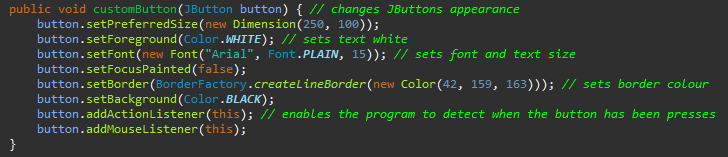 public void customButton(JButton button) { // changes JButtons appearance
button.setPreferredSize(new Dimension(250, 100));
button.setForeground(Color.WHITE); // sets text white
button.setFont(new Font("Arial", Font.PLAIN, 15)); // sets font and text size
button.setFocusPainted(false);
button.setBorder(BorderFactory.createLineBorder(new Color(42, 159, 163))); // sets border colour
button.setBackground(Color.BLACK);
button.addActionListener(this); // enables the program to detect when the button has been presses
button.addMouseListener(this);
}